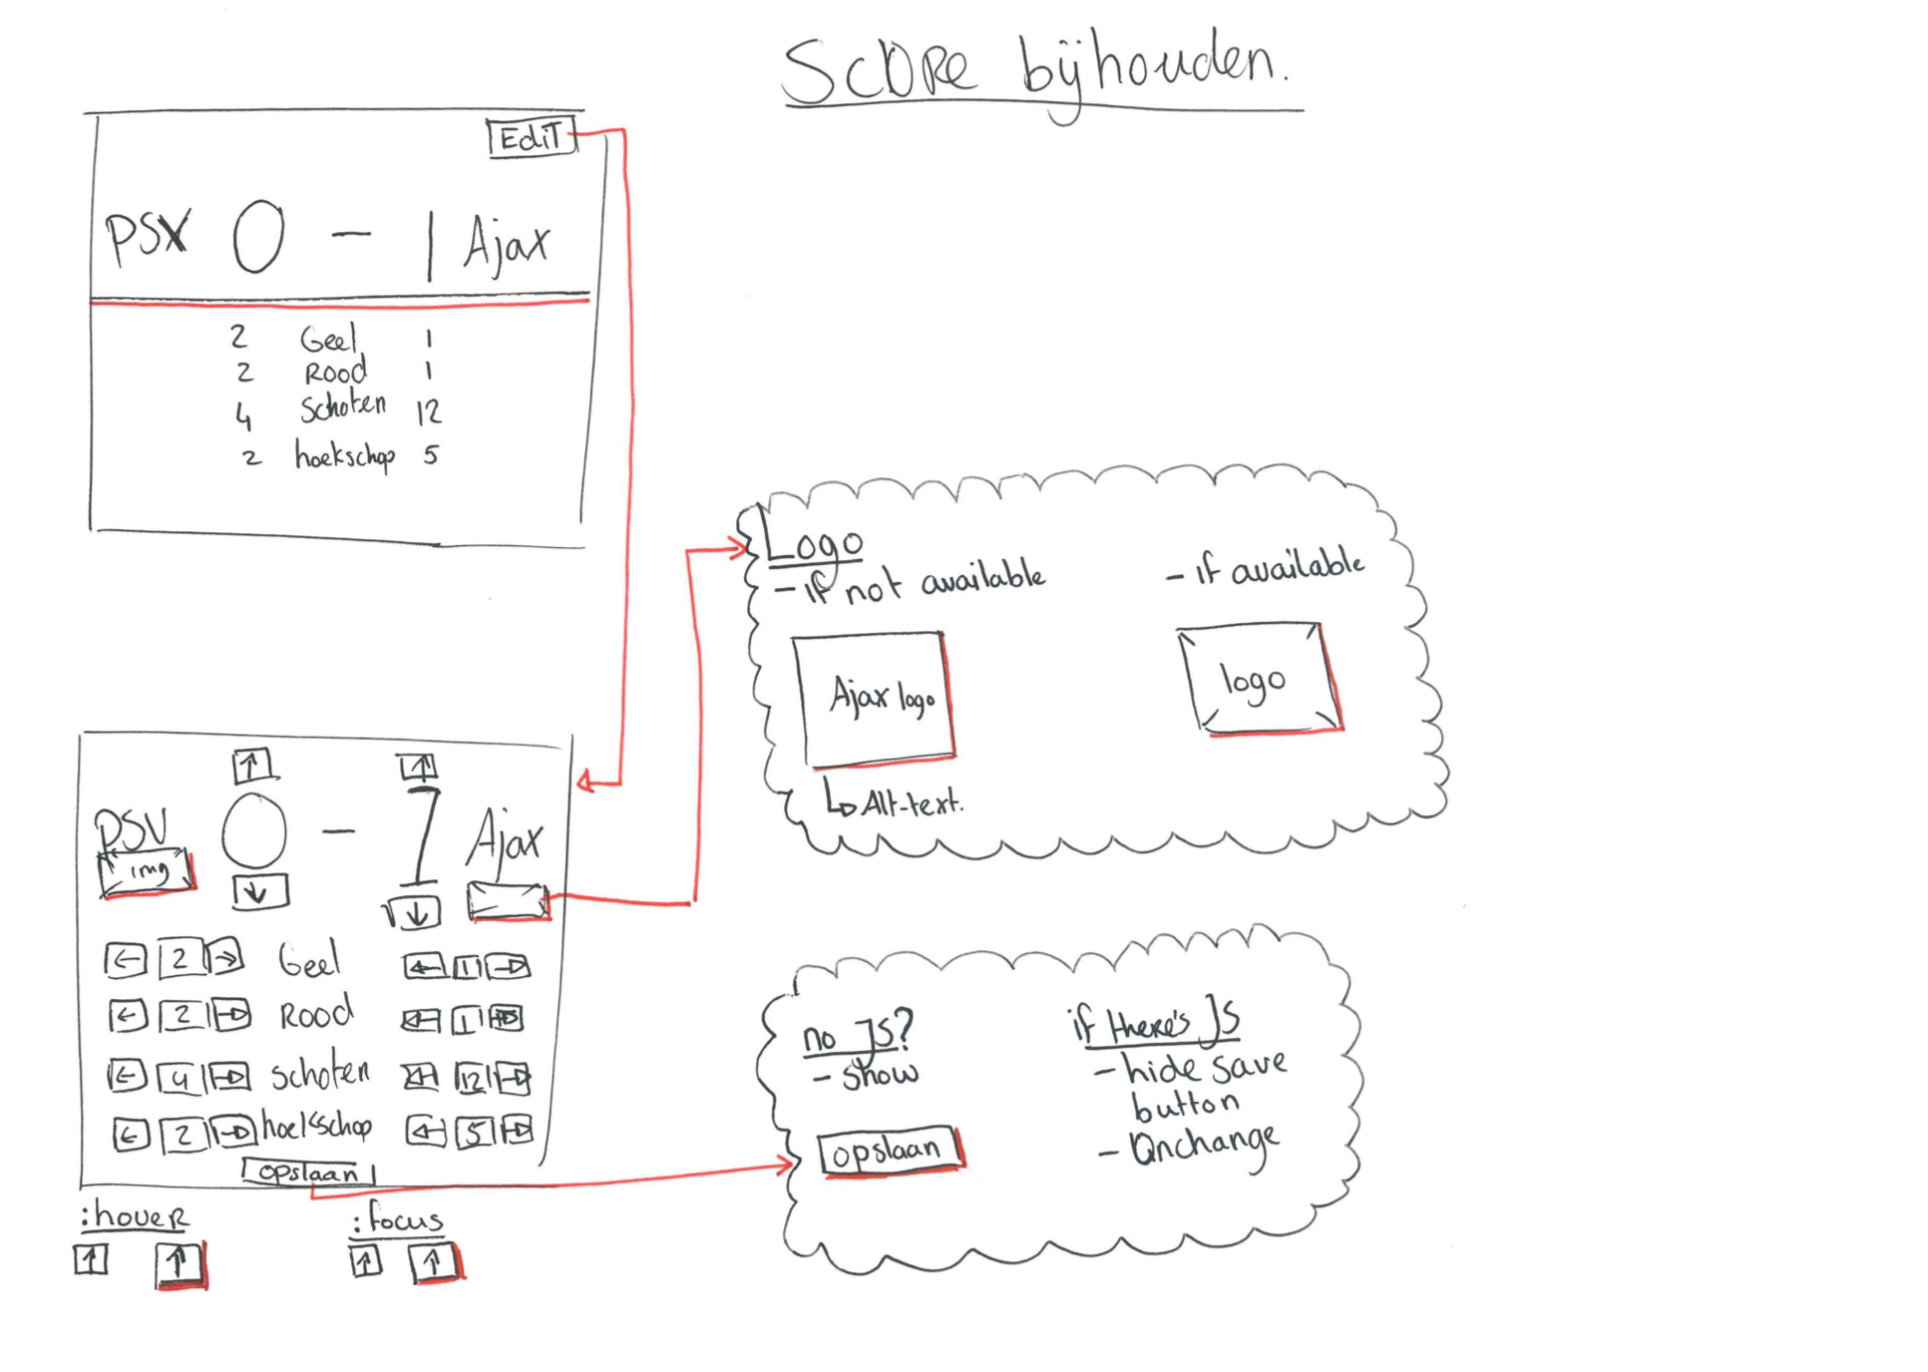 Score bijhouden.
Edit
PSV 0 - 1 Ajax
2 Geel 1
2 Rood 1
4 Schoten 12
2 hoekschop 5
Logo
- if not available
- if available
Ajax logo
logo
Alt-text.
↑ ↑
PSV 0 - 1 Ajax
img
↓ ↓
← 2 → Geel ← 1 →
← 2 → Rood ← 1 →
← 4 → schoten ← 12 →
← 2 → hoekschop ← 5 →
opslaan
:hover
↑ ↑
:focus
↑ ↑
no JS?
- show
opslaan
if there's JS
- hide save
button
- Onchange